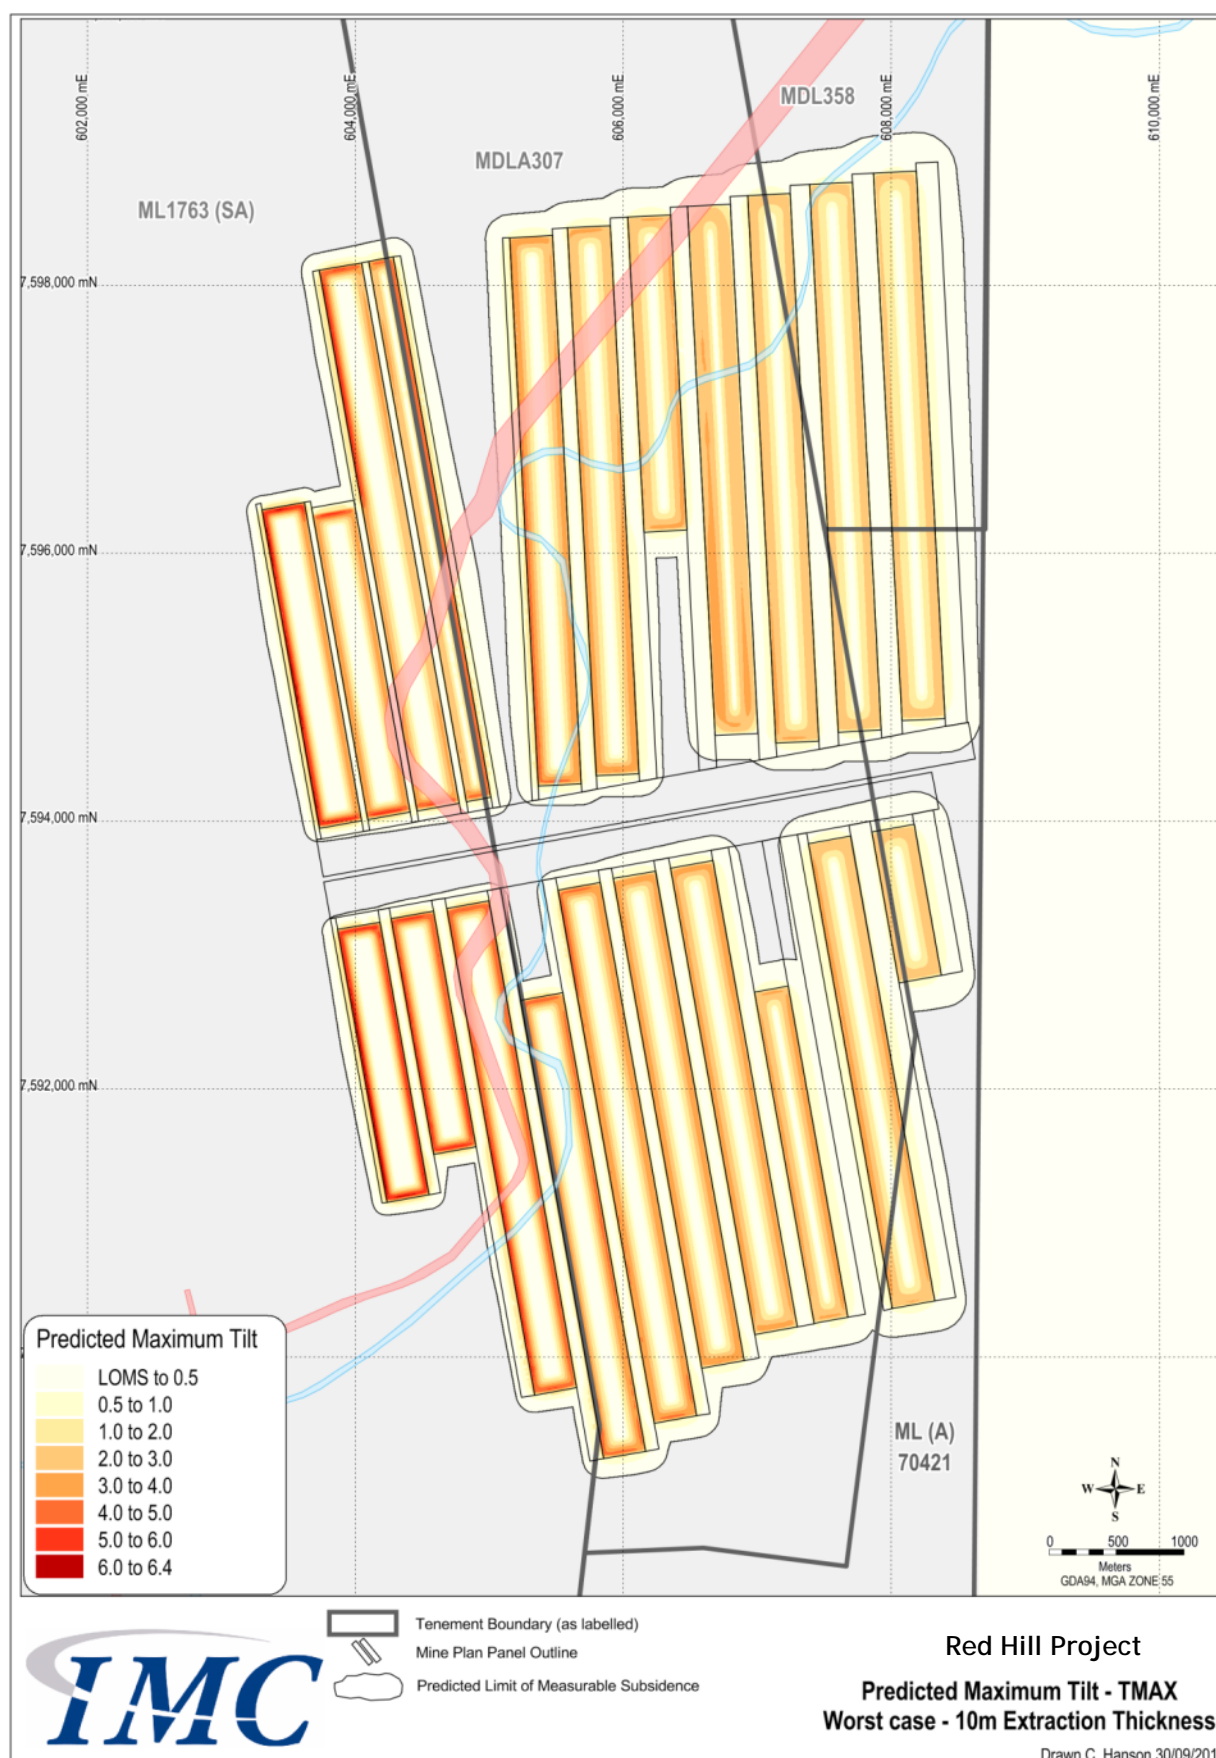 602,000 mE
604,000 mE
606,000 mE
608,000 mE
610,000 mE
MDL358
MDLA307
ML1763 (SA)
7,598,000 mN
7,596,000 mN
7,594,000 mN
7,592,000 mN
Predicted Maximum Tilt
LOMS to 0.5
0.5 to 1.0
1.0 to 2.0
2.0 to 3.0
3.0 to 4.0
4.0 to 5.0
5.0 to 6.0
6.0 to 6.4
ML (A)
70421
N
W E
S
0 500 1000
Meters
GDA94, MGA ZONE 55
Tenement Boundary (as labelled)
Mine Plan Panel Outline
Predicted Limit of Measurable Subsidence
IMC
Red Hill Project
Predicted Maximum Tilt - TMAX
Worst case - 10m Extraction Thickness
Drawn C. Hanson 30/09/201